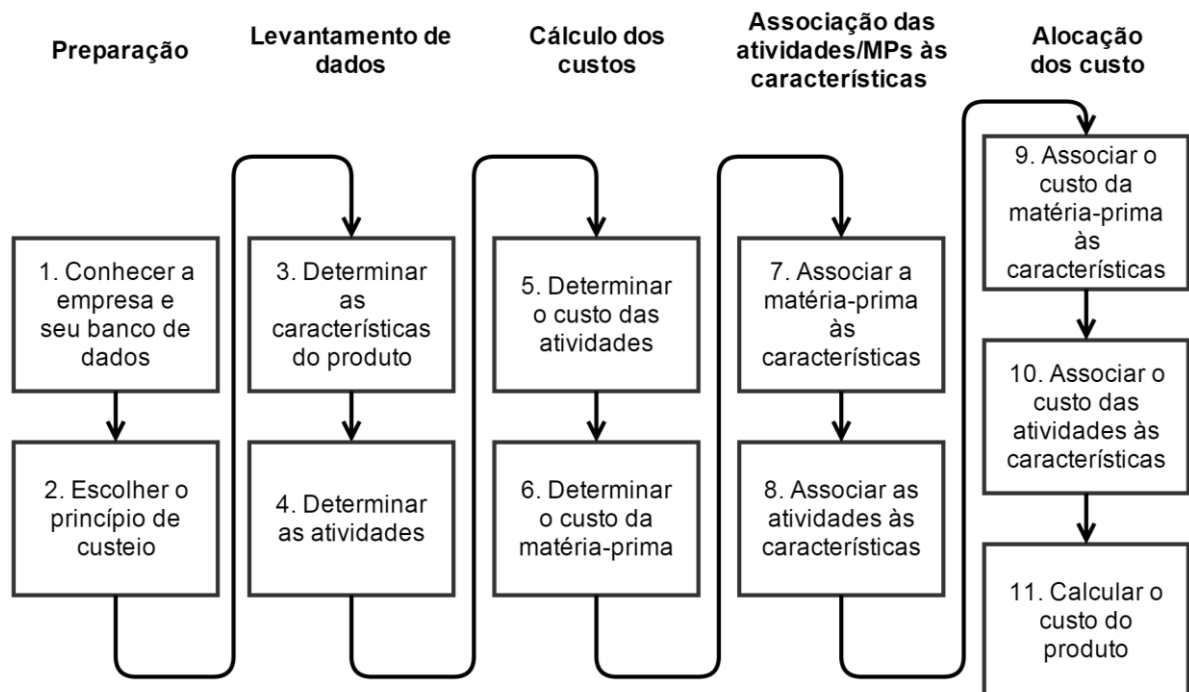 Preparação
1. Conhecer a
empresa e
seu banco de
dados
2. Escolher o
princípio de
custeio
Levantamento de
dados
3. Determinar
as
características
do produto
4. Determinar
as atividades
Cálculo dos
custos
5. Determinar
o custo das
atividades
6. Determinar
o custo da
matéria-prima
Associação das
atividades/MPs às
característícas
7. Associar a
matéria-prima
às
características
8. Associar as
atividades às
características
Alocação
dos custo
9. Associar o
custo da
matéria-prima
às
características
10. Associar o
custo das
atividades às
características
11. Calcular o
custo do
produto